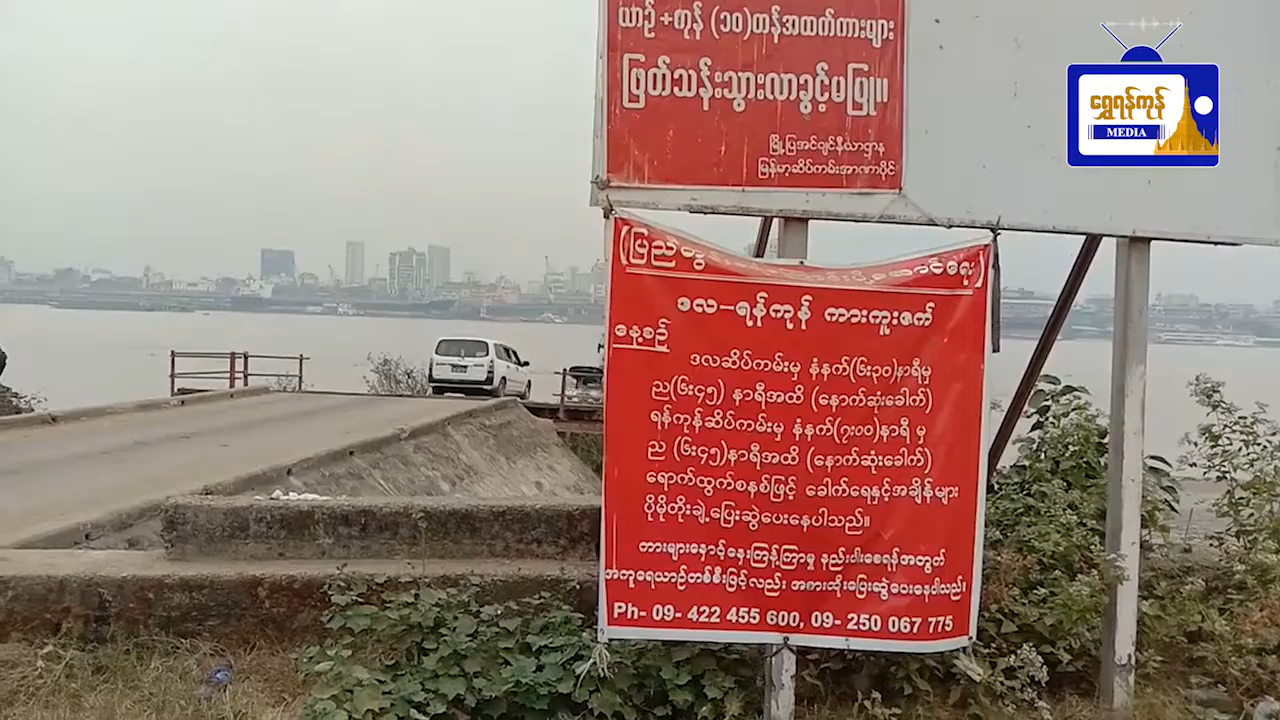 ယာဉ်+ကုန် (၁၀)တန်အထက်ကားများ
ဖြတ်သန်းသွားလာခွင့်မပြု။
မြို့ပြအင်ဂျင်နီယာဌာန
မြန်မာ့ဆိပ်ကမ်းအာဏာပိုင်
ရွှေရန်ကုန်
MEDIA
(ပြည်တွင်း
ဒလ-ရန်ကုန် ကားကူးဇက်
နေ့စဉ်
ဒလဆိပ်ကမ်းမှ နံနက်(၆:၃၀)နာရီမှ
ည(၆:၄၅) နာရီအထိ (နောက်ဆုံးခေါက်)
ရန်ကုန်ဆိပ်ကမ်းမှ နံနက်(၇:၀၀)နာရီ မှ
ည (၆:၄၅)နာရီအထိ (နောက်ဆုံးခေါက်)
ရောက်ထွက်စနစ်ဖြင့် ခေါက်ရေနှင့်အချိန်များ
ပိုမိုတိုးချဲ့ပြေးဆွဲပေးနေပါသည်။
ကားများနှောင့်နှေးကြန့်ကြာမှု နည်းပါးစေရန်အတွက်
အကူရေယာဉ်တစ်စီးဖြင့်လည်း အစားထိုးပြေးဆွဲပေးနေပါသည်။
Ph- 09- 422 455 600, 09- 250 067 775